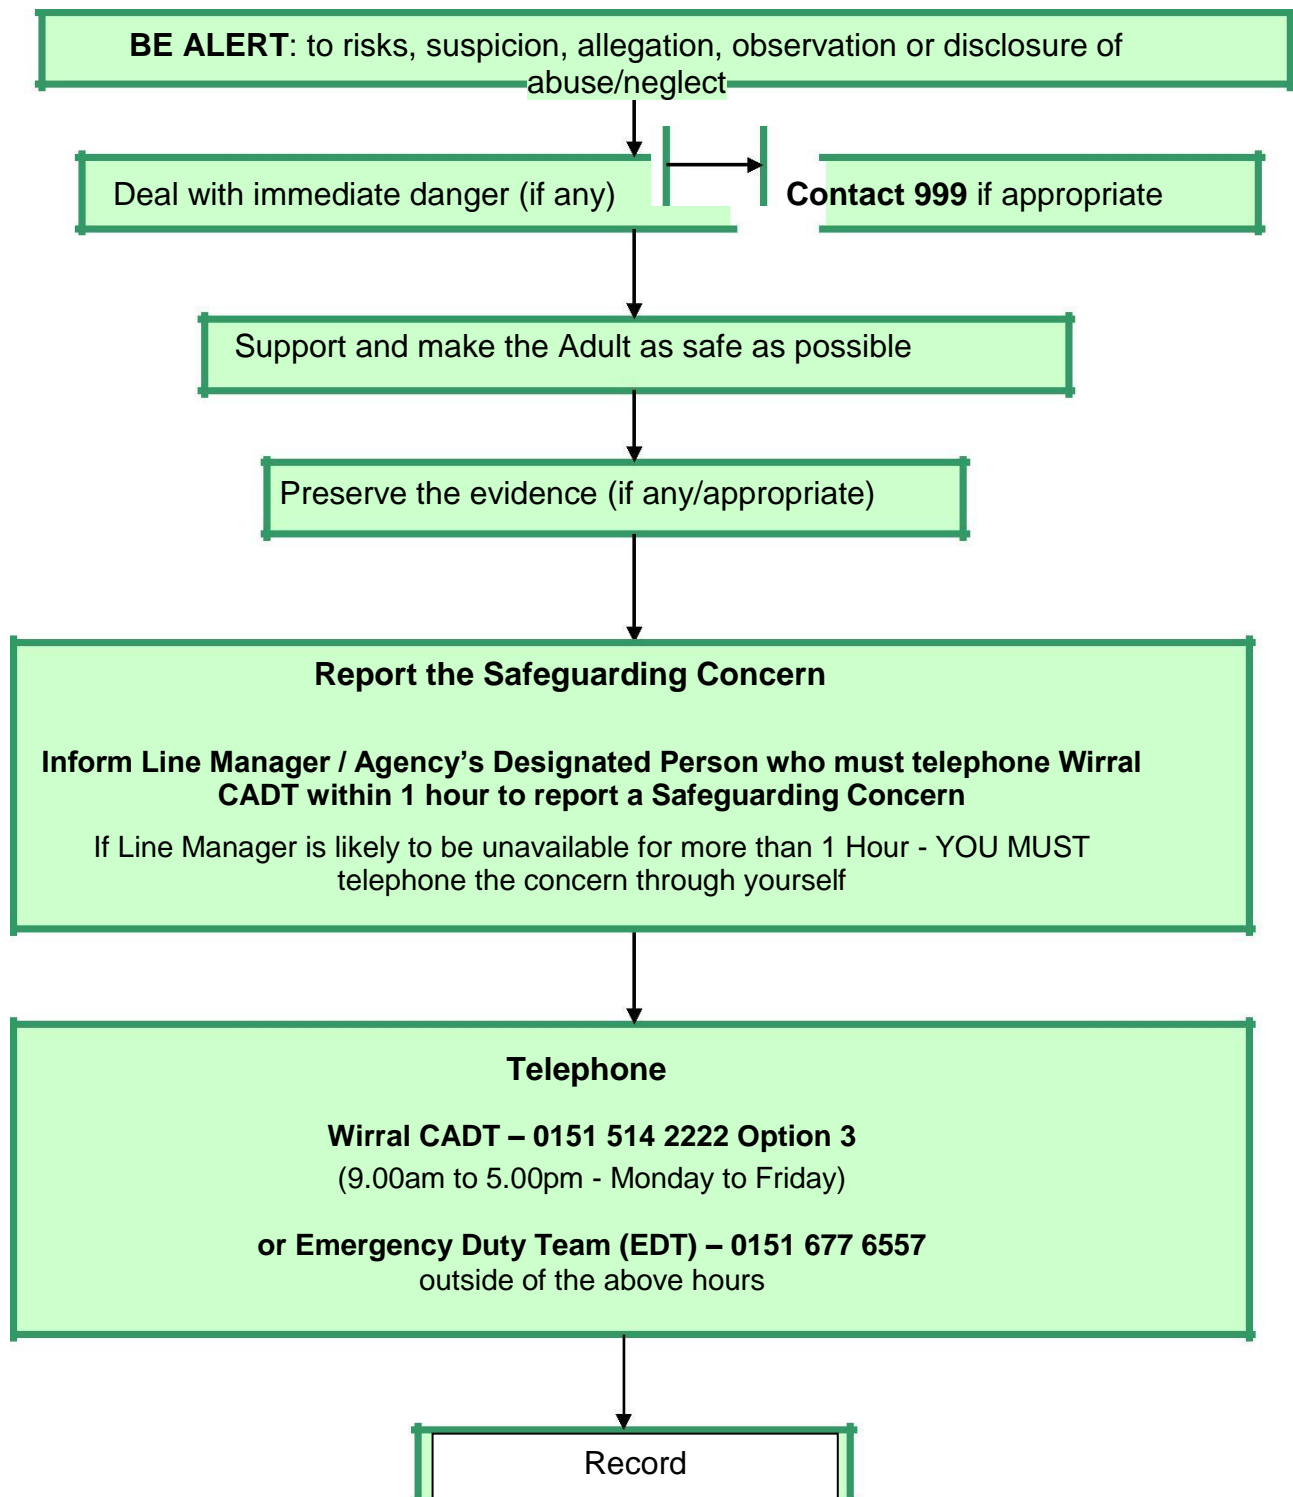 BE ALERT: to risks, suspicion, allegation, observation or disclosure of
abuse/neglect
Deal with immediate danger (if any)
Contact 999 if appropriate
Support and make the Adult as safe as possible
Preserve the evidence (if any/appropriate)
Report the Safeguarding Concern
Inform Line Manager / Agency’s Designated Person who must telephone Wirral
CADT within 1 hour to report a Safeguarding Concern
If Line Manager is likely to be unavailable for more than 1 Hour - YOU MUST
telephone the concern through yourself
Telephone
Wirral CADT – 0151 514 2222 Option 3
(9.00am to 5.00pm - Monday to Friday)
or Emergency Duty Team (EDT) – 0151 677 6557
outside of the above hours
Record